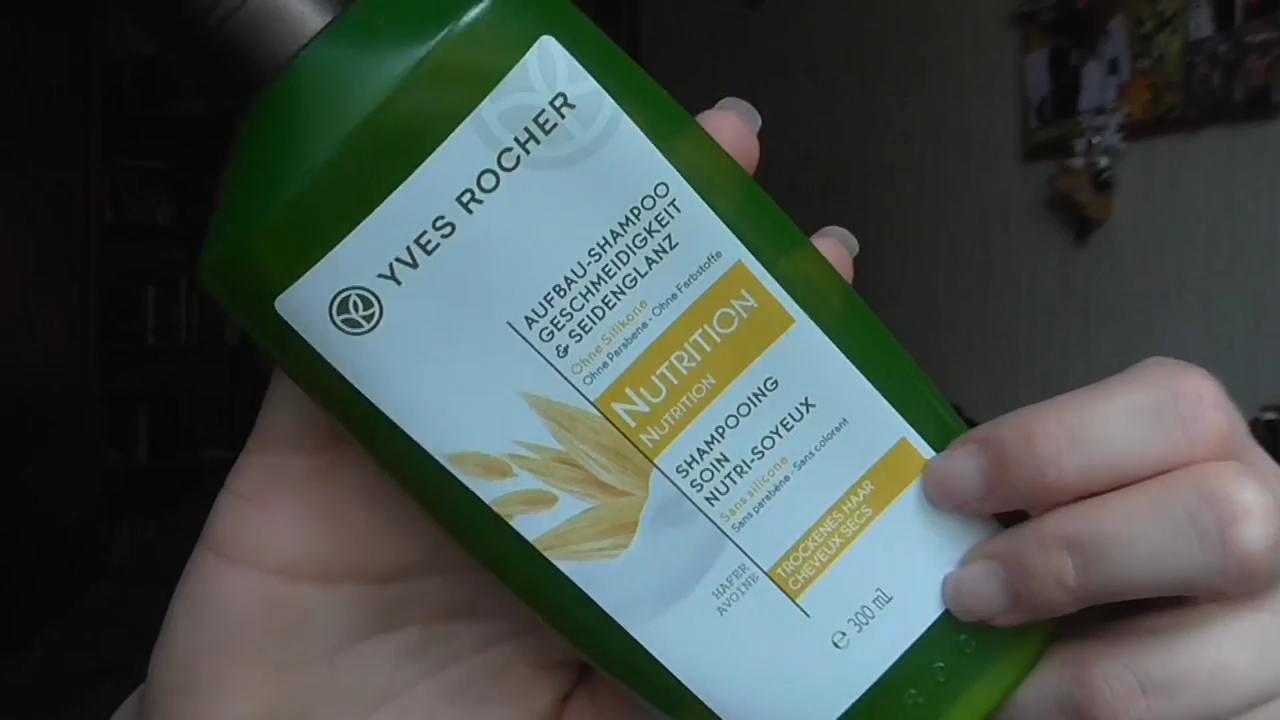 YVES ROCHER
AUFBAU-SHAMPOO
GESCHMEIDIGKEIT
& SEIDENGLANZ
Ohne Silikone
Ohne Parabene - Ohne Farbstoffe
NUTRITION
NUTRITION
SHAMPOOING
SOIN
NUTRI-SOYEUX
Sans silicone
Sans parabène - Sans colorant
TROCKENES HAAR
CHEVEUX SECS
HAFER
AVOINE
e 300 ml